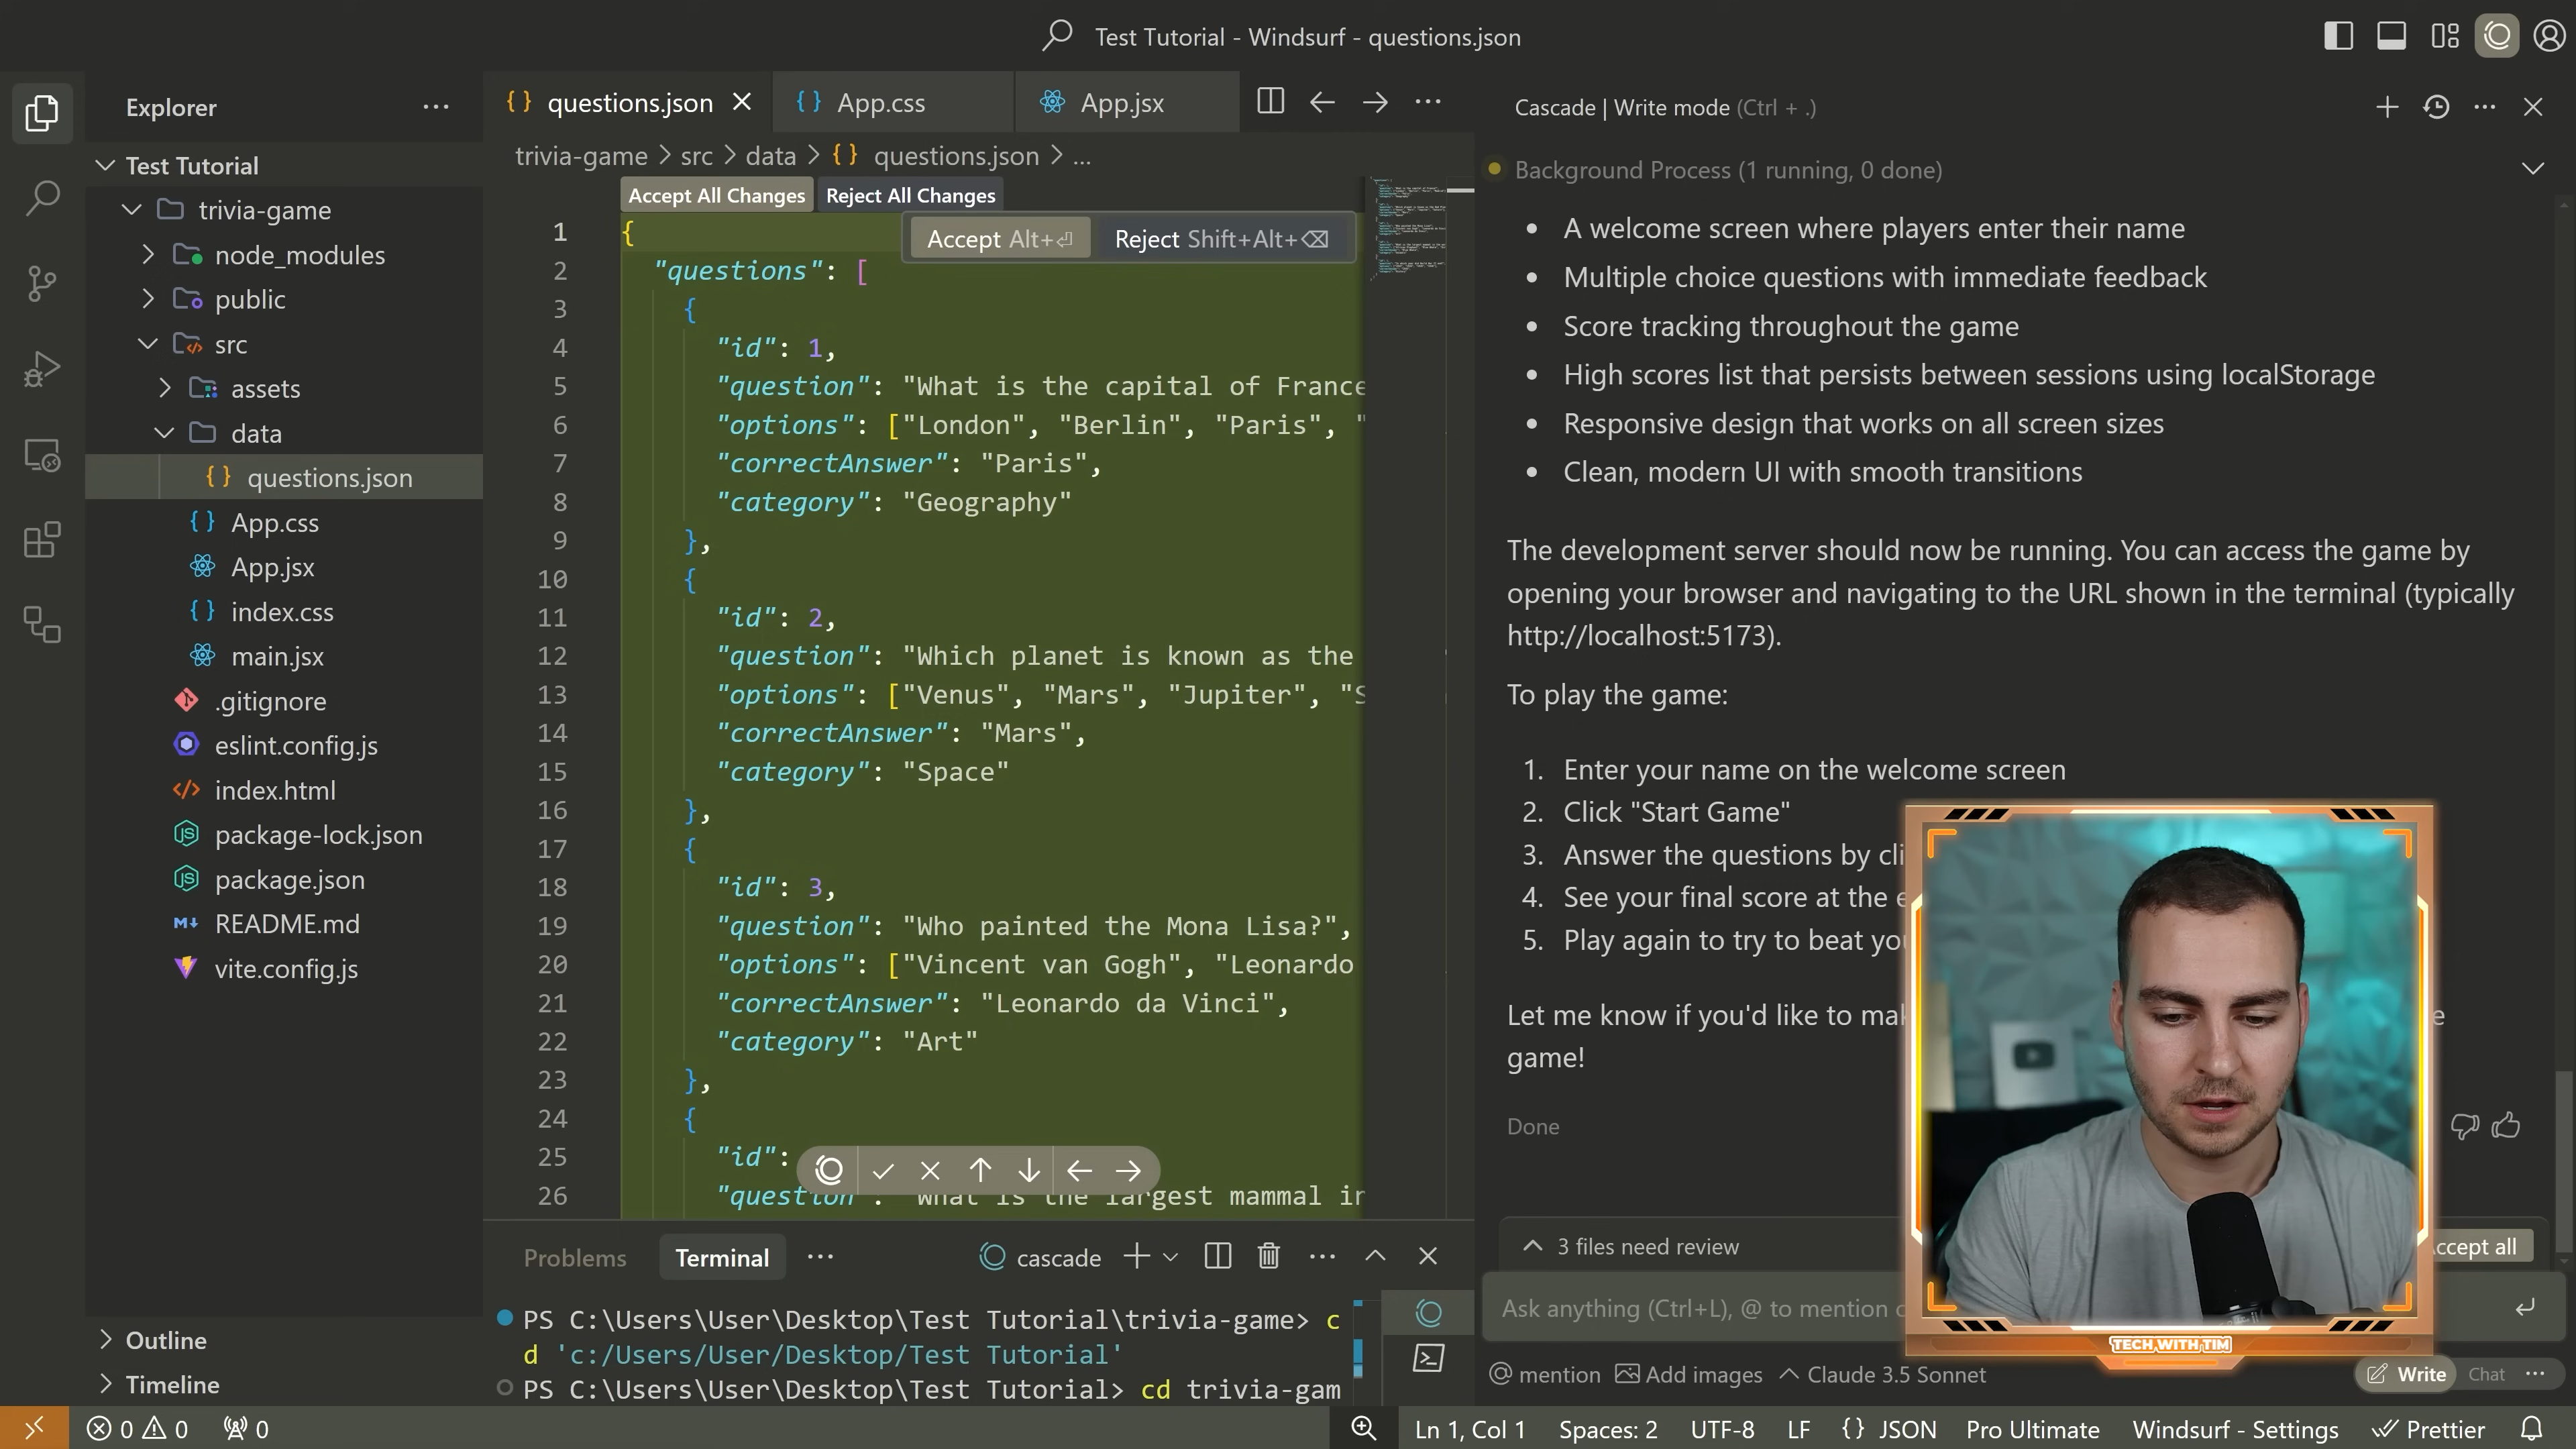 Test Tutorial - Windsurf - questions.json
Explorer
Test Tutorial
trivia-game
node_modules
public
src
assets
data
questions.json
App.css
App.jsx
index.css
main.jsx
.gitignore
eslint.config.js
index.html
package-lock.json
package.json
README.md
vite.config.js
Outline
Timeline
questions.json
App.css
App.jsx
trivia-game > src > data > {} questions.json > ...
Accept All Changes Reject All Changes
Accept Alt+⏎ Reject Shift+Alt+⌫
1 {
2 "questions": [
3 {
4 "id": 1,
5 "question": "What is the capital of France
6 "options": ["London", "Berlin", "Paris", "
7 "correctAnswer": "Paris",
8 "category": "Geography"
9 },
10 {
11 "id": 2,
12 "question": "Which planet is known as the
13 "options": ["Venus", "Mars", "Jupiter", "S
14 "correctAnswer": "Mars",
15 "category": "Space"
16 },
17 {
18 "id": 3,
19 "question": "Who painted the Mona Lisa?",
20 "options": ["Vincent van Gogh", "Leonardo
21 "correctAnswer": "Leonardo da Vinci",
22 "category": "Art"
23 },
24 {
25 "id":
26 "question" "What is the largest mammal in
Problems Terminal
cascade
PS C:\Users\User\Desktop\Test Tutorial\trivia-game> c
d 'c:/Users/User/Desktop/Test Tutorial'
PS C:\Users\User\Desktop\Test Tutorial> cd trivia-gam
Cascade | Write mode (Ctrl + .)
Background Process (1 running, 0 done)
• A welcome screen where players enter their name
• Multiple choice questions with immediate feedback
• Score tracking throughout the game
• High scores list that persists between sessions using localStorage
• Responsive design that works on all screen sizes
• Clean, modern UI with smooth transitions
The development server should now be running. You can access the game by
opening your browser and navigating to the URL shown in the terminal (typically
http://localhost:5173).
To play the game:
1. Enter your name on the welcome screen
2. Click "Start Game"
3. Answer the questions by cli
4. See your final score at the e
5. Play again to try to beat you
Let me know if you'd like to mak
game!
Done
3 files need review
ccept all
Ask anything (Ctrl+L), @ to mention c
TECH WITH TIM
@ mention Add images Claude 3.5 Sonnet
Write Chat
0 0 0
Ln 1, Col 1 Spaces: 2 UTF-8 LF {} JSON Pro Ultimate Windsurf - Settings Prettier